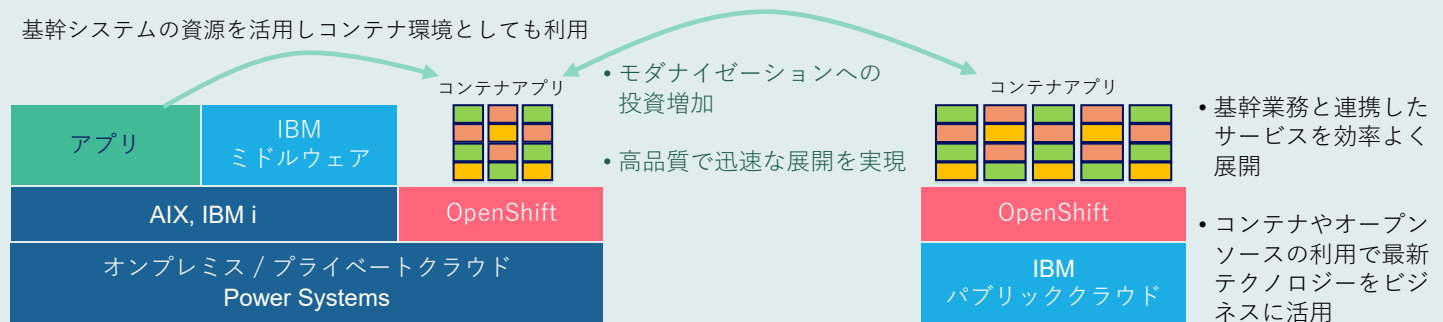 基幹システムの資源を活用しコンテナ環境としても利用
コンテナアプリ
アプリ
IBM
ミドルウェア
AIX, IBM i
OpenShift
オンプレミス / プライベートクラウド
Power Systems
• モダナイゼーションへの
投資増加
• 高品質で迅速な展開を実現
コンテナアプリ
OpenShift
IBM
パブリッククラウド
• 基幹業務と連携した
サービスを効率よく
展開
• コンテナやオープン
ソースの利用で最新
テクノロジーをビジ
ネスに活用